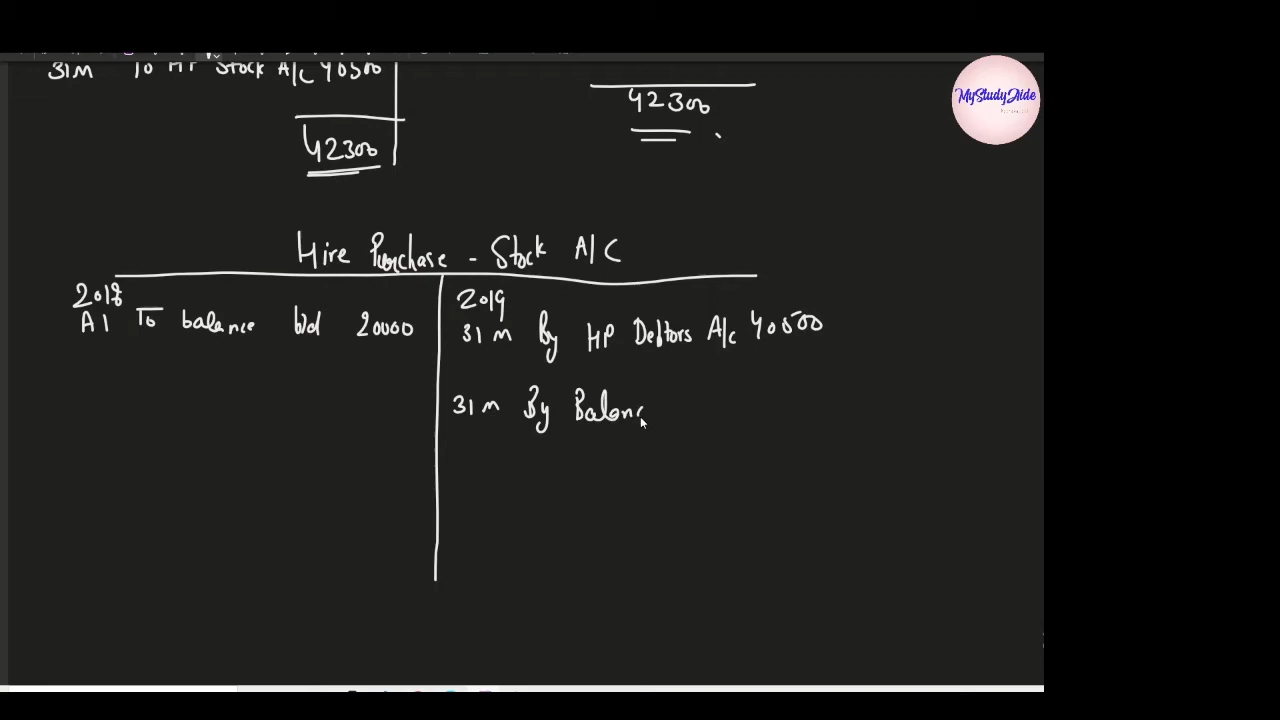 31m To HP Stock A/C 40500
42300
42300
MyStudyJide
Hire Purchase - Stock A/C
2018
A1 To balance b/d 20000
2019
31 m By HP Debtors A/c 40500
31 m By Balanc